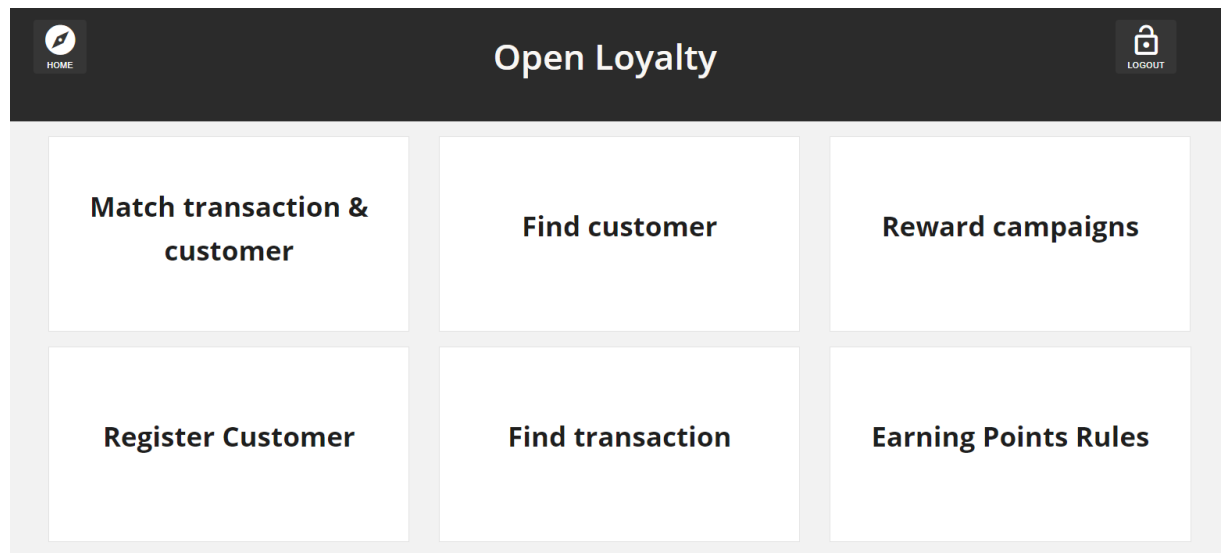 HOME
Open Loyalty
LOGOUT
Match transaction &
customer
Find customer
Reward campaigns
Register Customer
Find transaction
Earning Points Rules